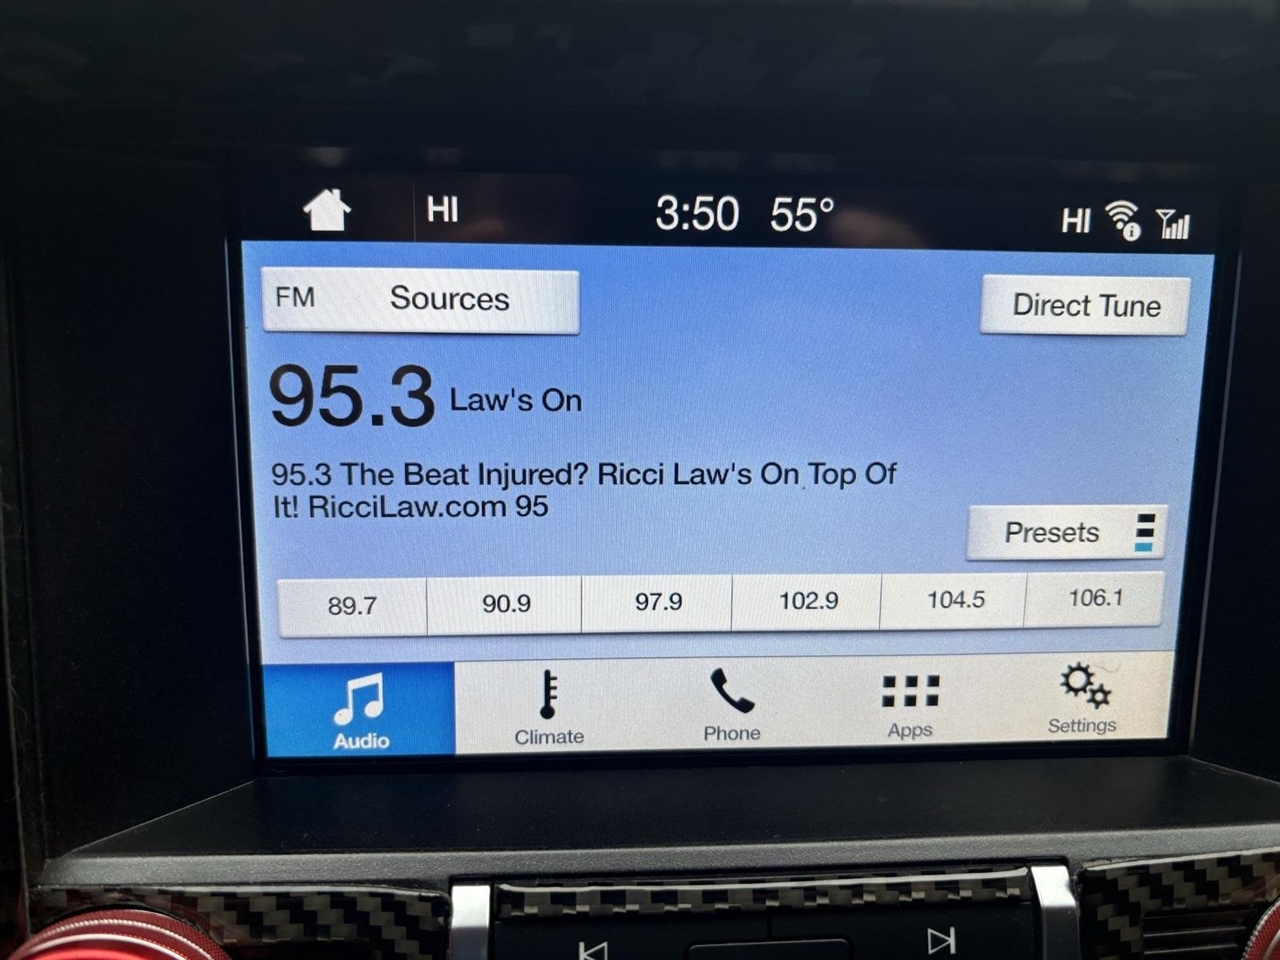 HI 3:50 55° HI
FM Sources Direct Tune
95.3 Law's On
95.3 The Beat Injured? Ricci Law's On Top Of
It! RicciLaw.com 95
Presets
89.7 90.9 97.9 102.9 104.5 106.1
Audio Climate Phone Apps Settings